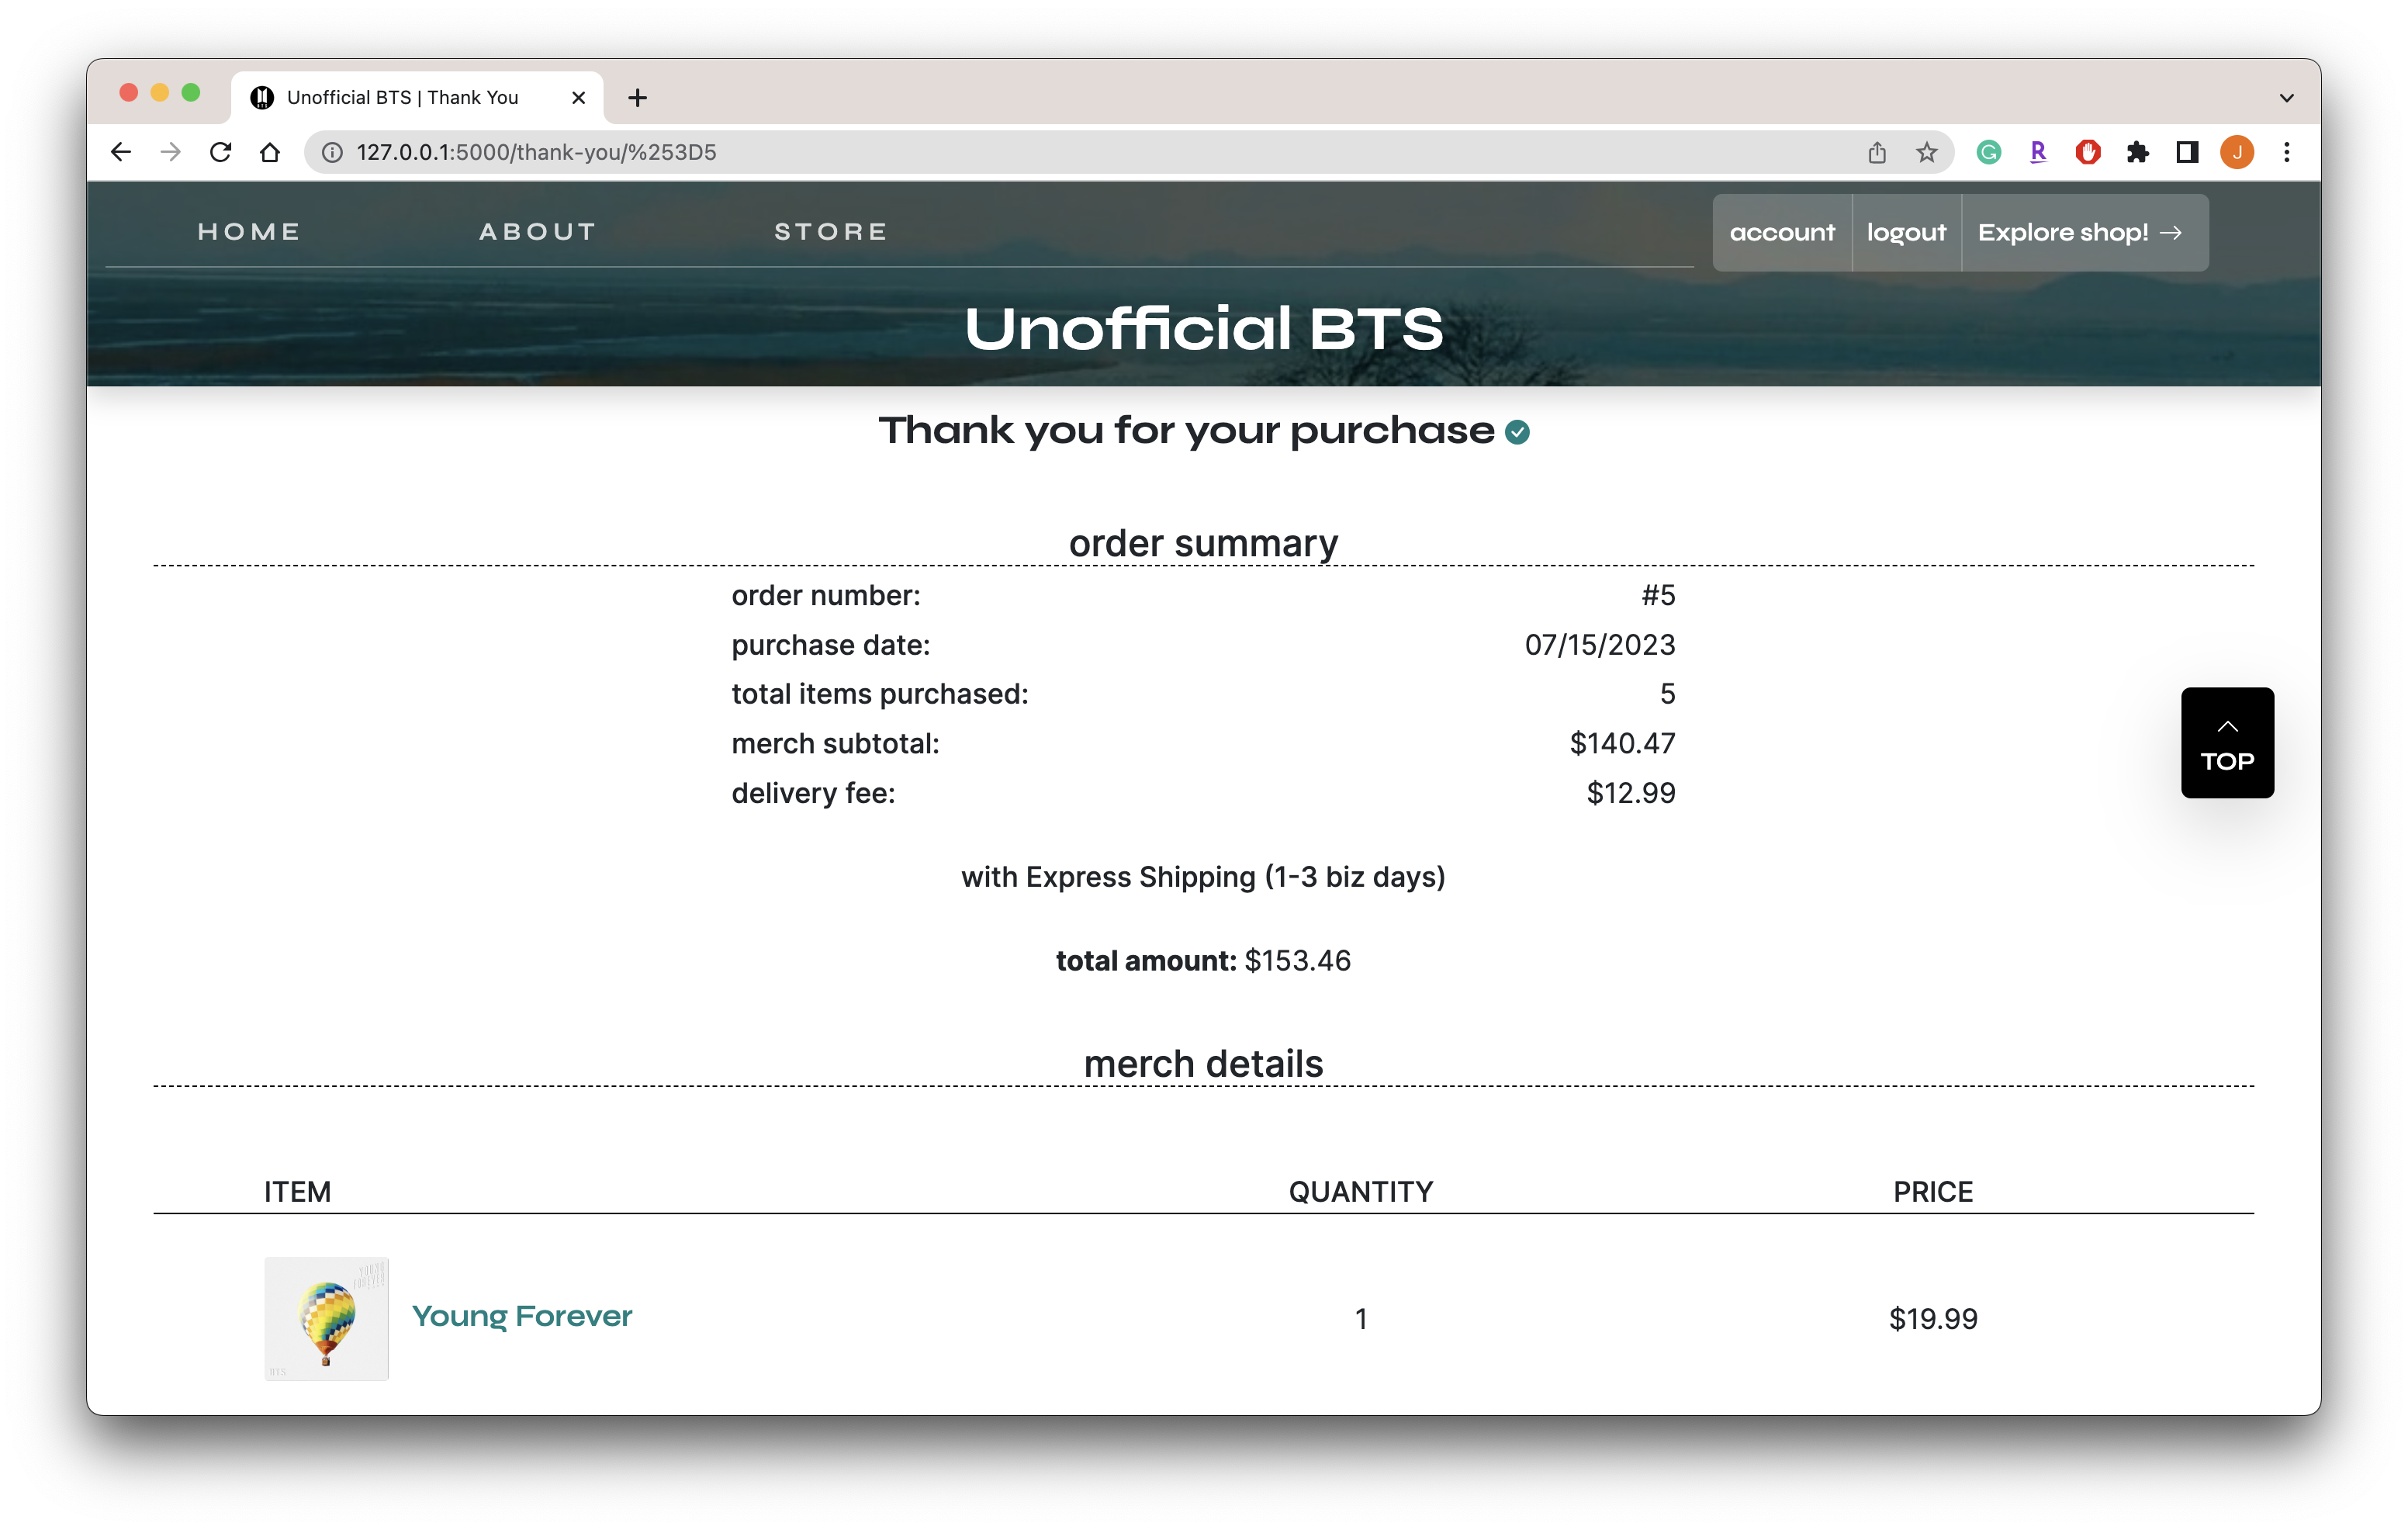 Unofficial BTS | Thank You
127.0.0.1:5000/thank-you/%253D5
J
HOME ABOUT STORE account logout Explore shop! →
Unofficial BTS
Thank you for your purchase
order summary
order number: #5
purchase date: 07/15/2023
total items purchased: 5
merch subtotal: $140.47
delivery fee: $12.99
TOP
with Express Shipping (1-3 biz days)
total amount: $153.46
merch details
ITEM QUANTITY PRICE
YOUNG
FOREVER
Young Forever 1 $19.99
BTS